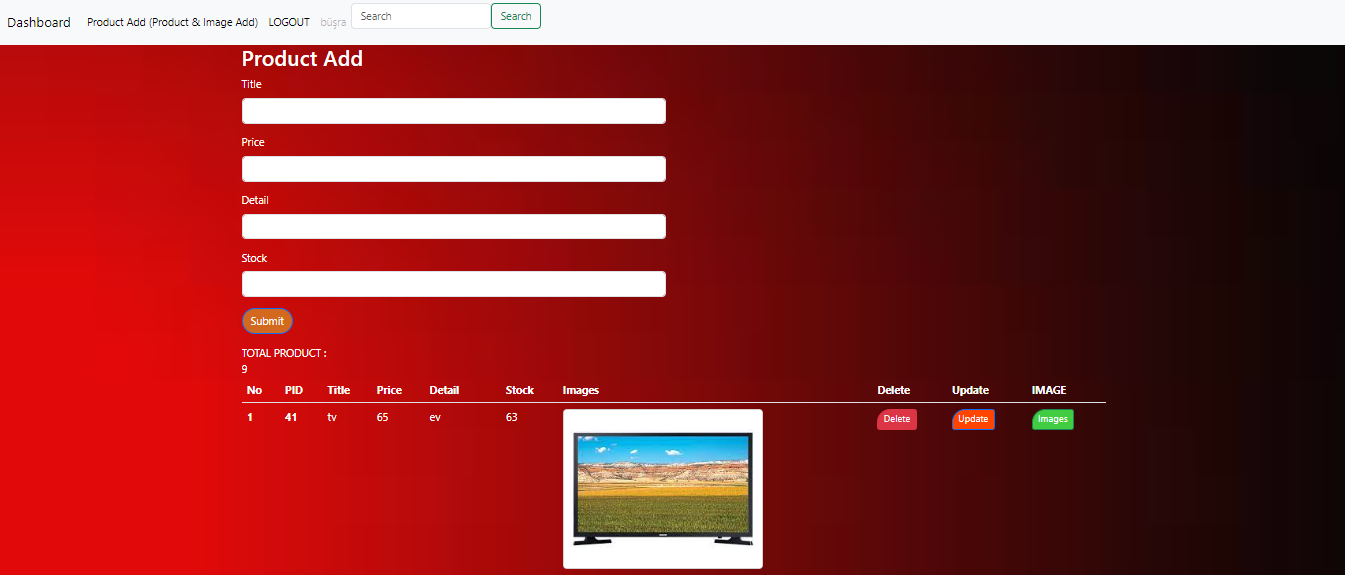 Dashboard Product Add (Product & Image Add) LOGOUT büşra Search Search
Product Add
Title
Price
Detail
Stock
Submit
TOTAL PRODUCT :
9
No PID Title Price Detail Stock Images Delete Update IMAGE
1 41 tv 65 ev 63 Delete Update Images